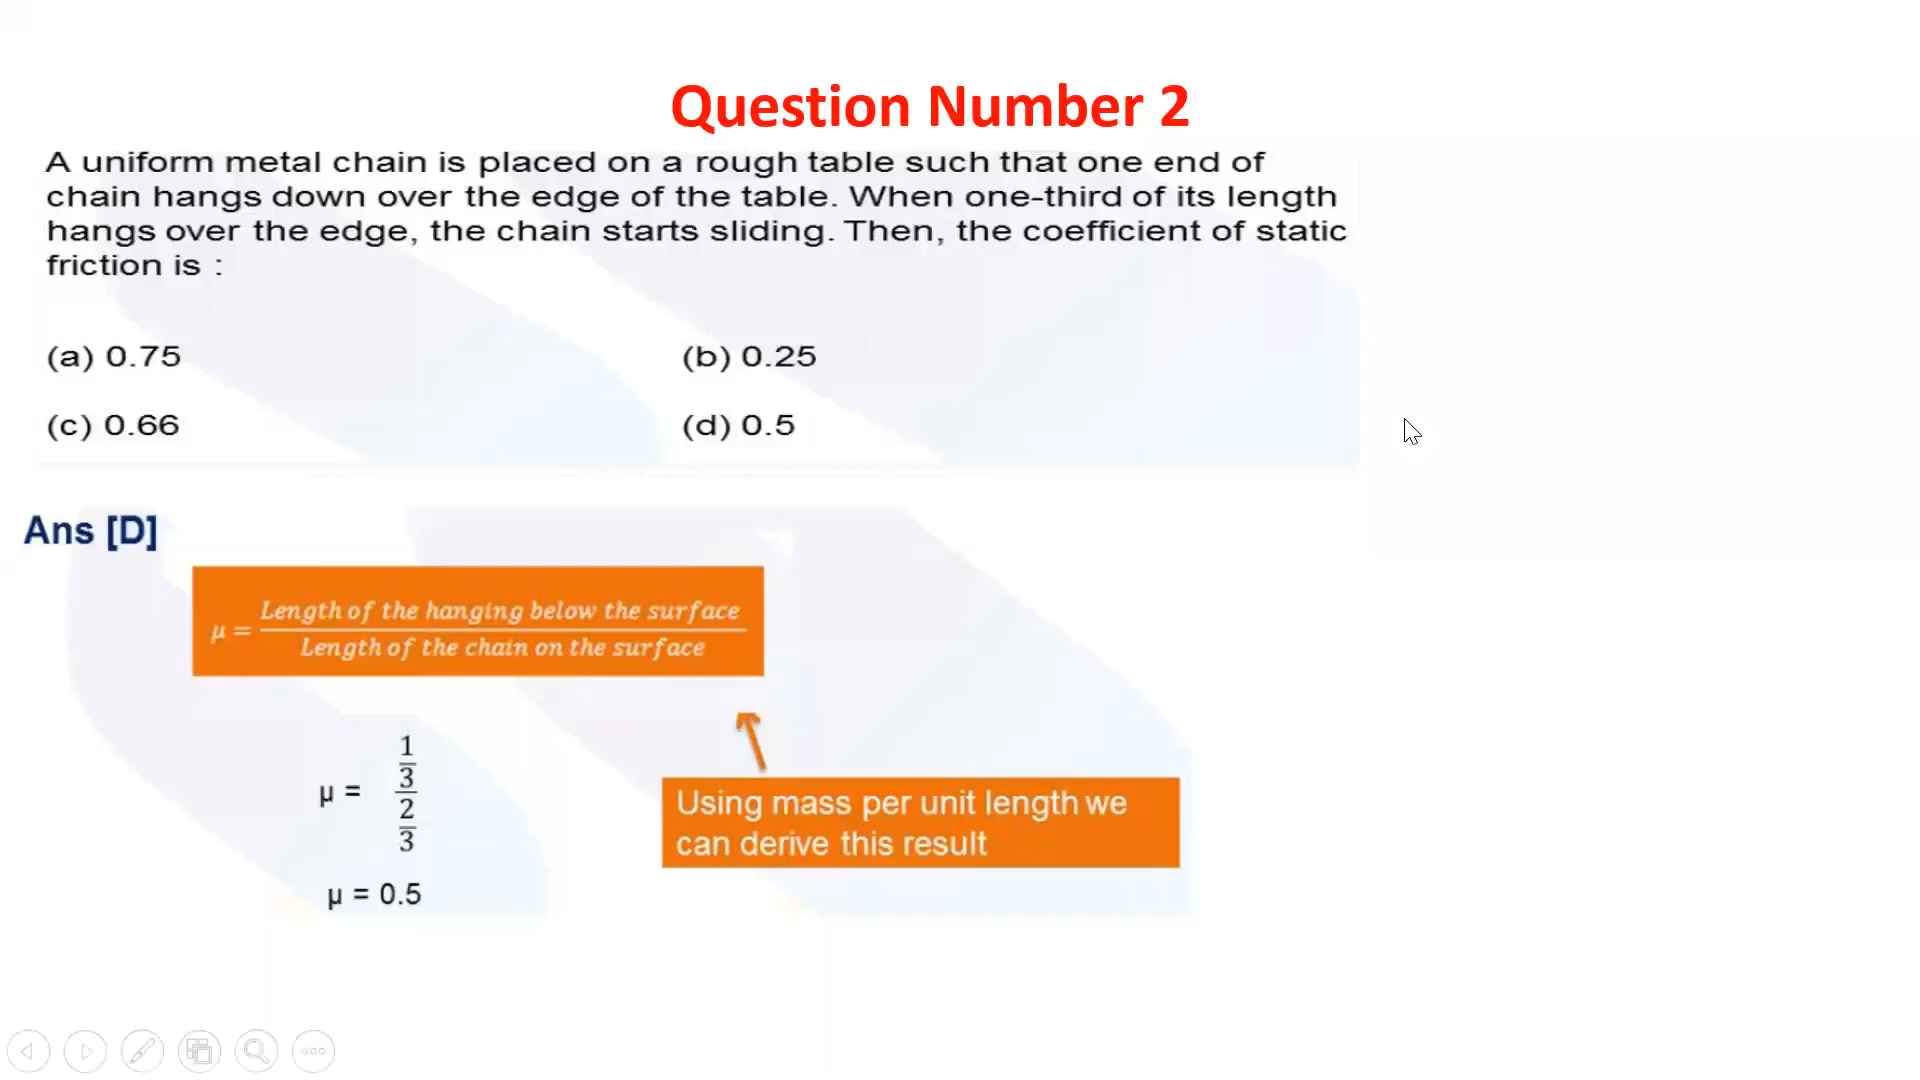 Question Number 2
A uniform metal chain is placed on a rough table such that one end of
chain hangs down over the edge of the table. When one-third of its length
hangs over the edge, the chain starts sliding. Then, the coefficient of static
friction is :
(a) 0.75
(b) 0.25
(c) 0.66
(d) 0.5
Ans [D]
μ = Length of the hanging below the surface
Length of the chain on the surface
1
3
μ =
2
3
Using mass per unit length we
can derive this result
μ = 0.5